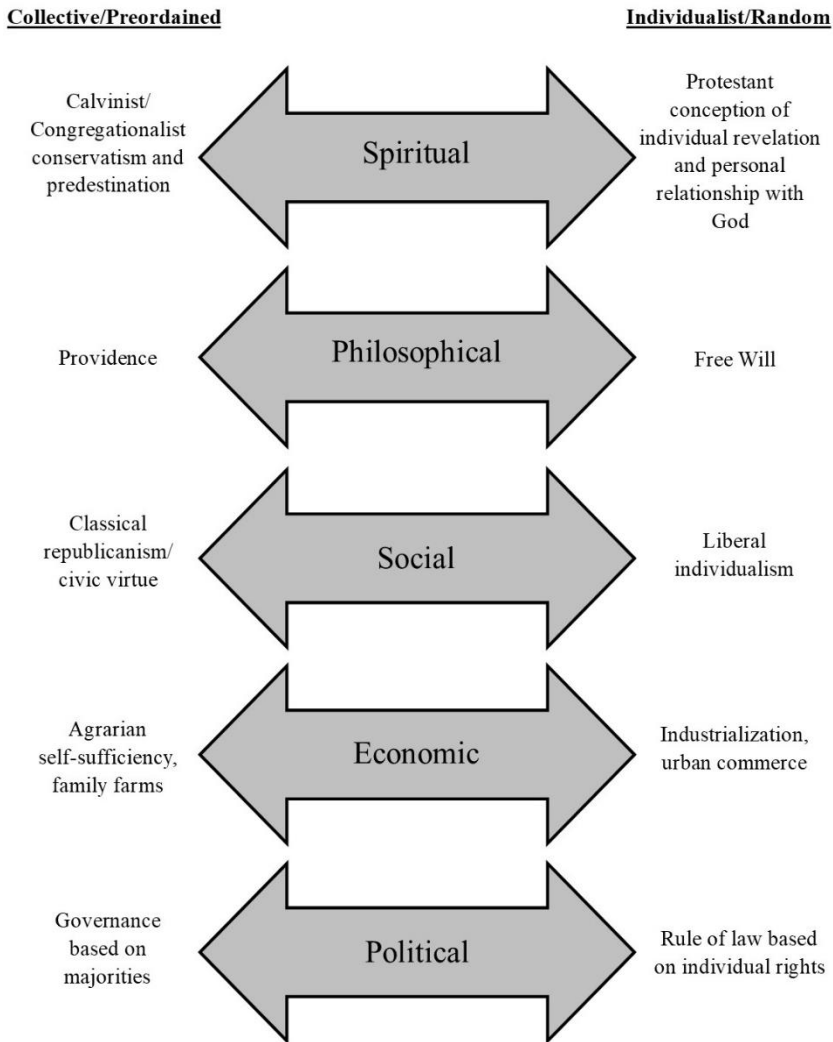 Collective/Preordained
Individualist/Random
Calvinist/
Congregationalist
conservatism and
predestination
Spiritual
Protestant
conception of
individual revelation
and personal
relationship with
God
Providence
Philosophical
Free Will
Classical
republicanism/
civic virtue
Social
Liberal
individualism
Agrarian
self-sufficiency,
family farms
Economic
Industrialization,
urban commerce
Governance
based on
majorities
Political
Rule of law based
on individual rights